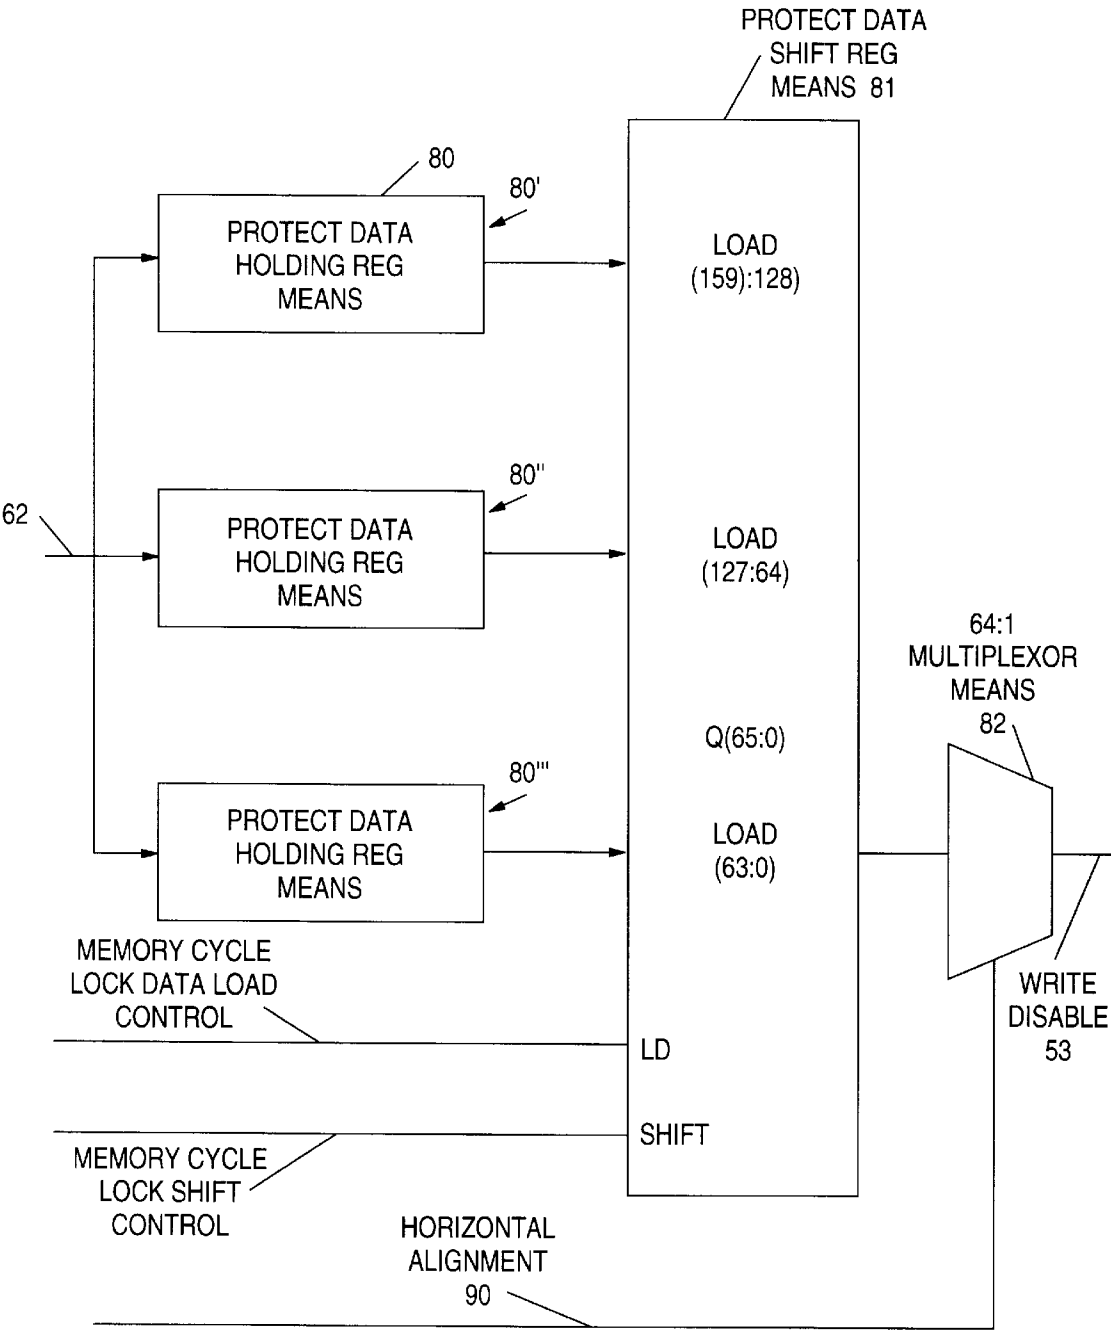 PROTECT DATA
SHIFT REG
MEANS 81
80
80'
PROTECT DATA
HOLDING REG
MEANS
LOAD
(159):128)
80"
62
PROTECT DATA
HOLDING REG
MEANS
LOAD
(127:64)
64:1
MULTIPLEXOR
MEANS
82
Q(65:0)
80'''
PROTECT DATA
HOLDING REG
MEANS
LOAD
(63:0)
MEMORY CYCLE
LOCK DATA LOAD
CONTROL
WRITE
DISABLE
53
LD
SHIFT
MEMORY CYCLE
LOCK SHIFT
CONTROL
HORIZONTAL
ALIGNMENT
90